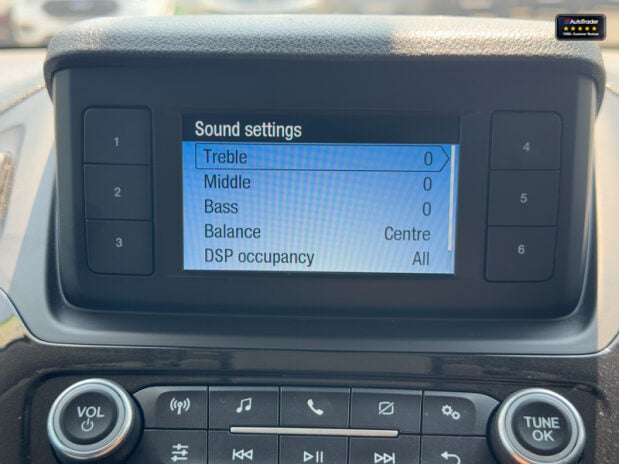 AutoTrader
Sound settings
Treble 0
Middle 0
Bass 0
Balance Centre
DSP occupancy All
1
2
3
4
5
6
VOL
TUNE
OK